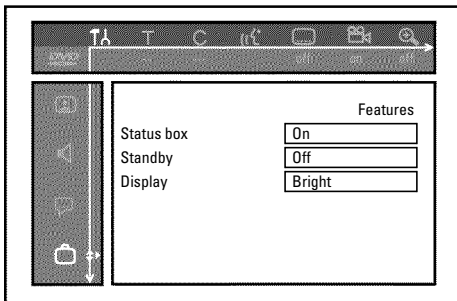 T C
off on off
DVD
Features
Status box On
Standby Off
Display Bright